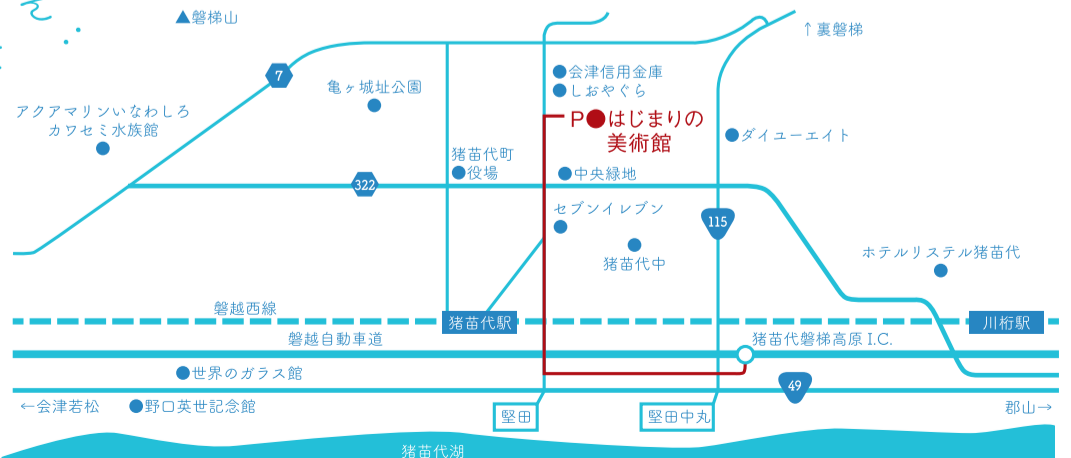 ▲磐梯山
↑裏磐梯
7
会津信用金庫
亀ヶ城址公園
しおやぐら
アクアマリンいなわしろ
カワセミ水族館
P●はじまりの
美術館
ダイユーエイト
猪苗代町
役場
中央緑地
322
セブンイレブン
115
猪苗代中
ホテルリステル猪苗代
磐越西線
猪苗代駅
川桁駅
磐越自動車道
猪苗代磐梯高原 I.C.
世界のガラス館
49
←会津若松
野口英世記念館
堅田
堅田中丸
郡山→
猪苗代湖